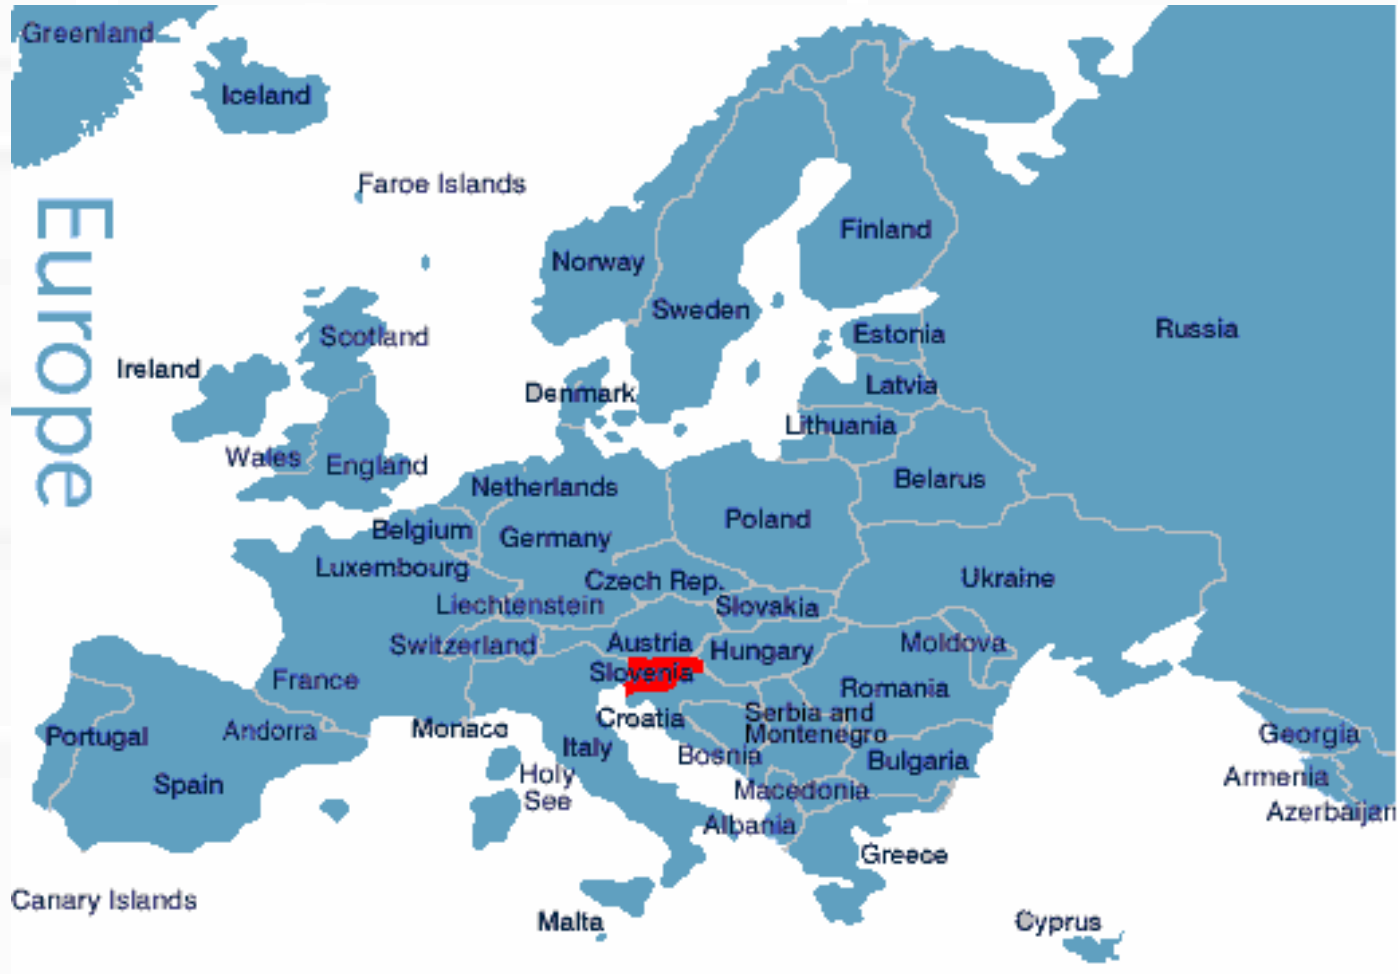 Greenland
Iceland
Faroe Islands
Europe
Finland
Norway
Sweden
Russia
Scotland
Estonia
Ireland
Latvia
Denmark
Lithuania
Wales
England
Belarus
Netherlands
Poland
Belgium
Germany
Luxembourg
Czech Rep.
Ukraine
Liechtenstein
Slovakia
Switzerland
Austria
Hungary
Moldova
Slovenia
France
Romania
Serbia and
Montenegro
Croatia
Andorra
Monaco
Portugal
Georgia
Italy
Bosnia
Bulgaria
Holy
See
Armenia
Spain
Macedonia
Azerbaijan
Albania
Greece
Canary Islands
Malta
Cyprus